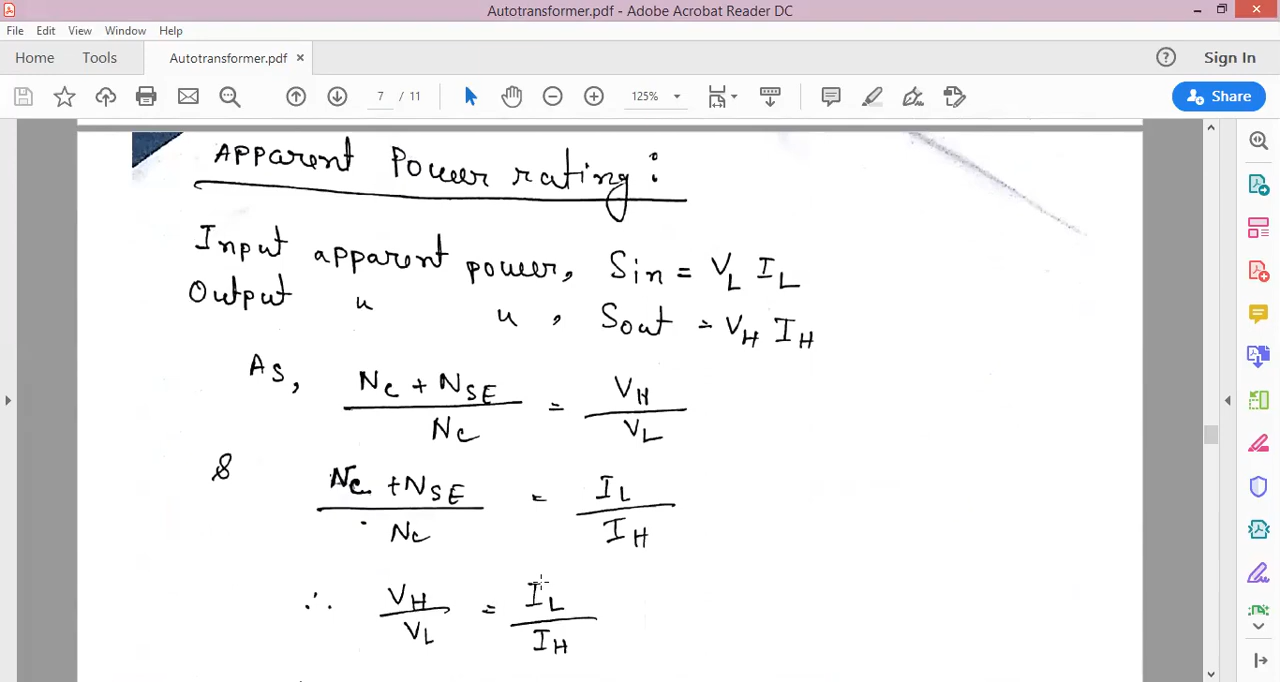 Autotransformer.pdf - Adobe Acrobat Reader DC
File Edit View Window Help
Home Tools Autotransformer.pdf × Sign In
7 / 11 125% Share
Apparent Power rating :
Input apparent power, Sin = VL IL
Output " " , Sout = VH IH
As, NC + NSE / NC = VH / VL
& NC + NSE / NC = IL / IH
∴ VH / VL = IL / IH